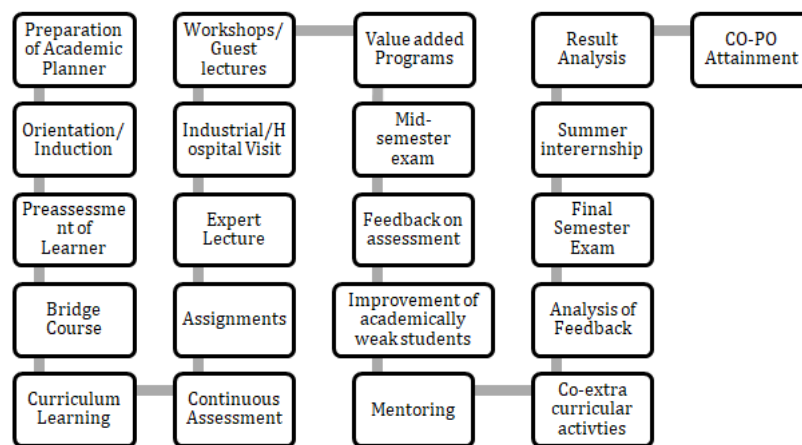 Preparation
of Academic
Planner
Orientation/
Induction
Preassessme
nt of
Learner
Bridge
Course
Curriculum
Learning
Continuous
Assessment
Assignments
Expert
Lecture
Industrial/H
ospital Visit
Workshops/
Guest
lectures
Value added
Programs
Mid-
semester
exam
Feedback on
assessment
Improvement of
academically
weak students
Mentoring
Co-extra
curricular
activties
Analysis of
Feedback
Final
Semester
Exam
Summer
interernship
Result
Analysis
CO-PO
Attainment